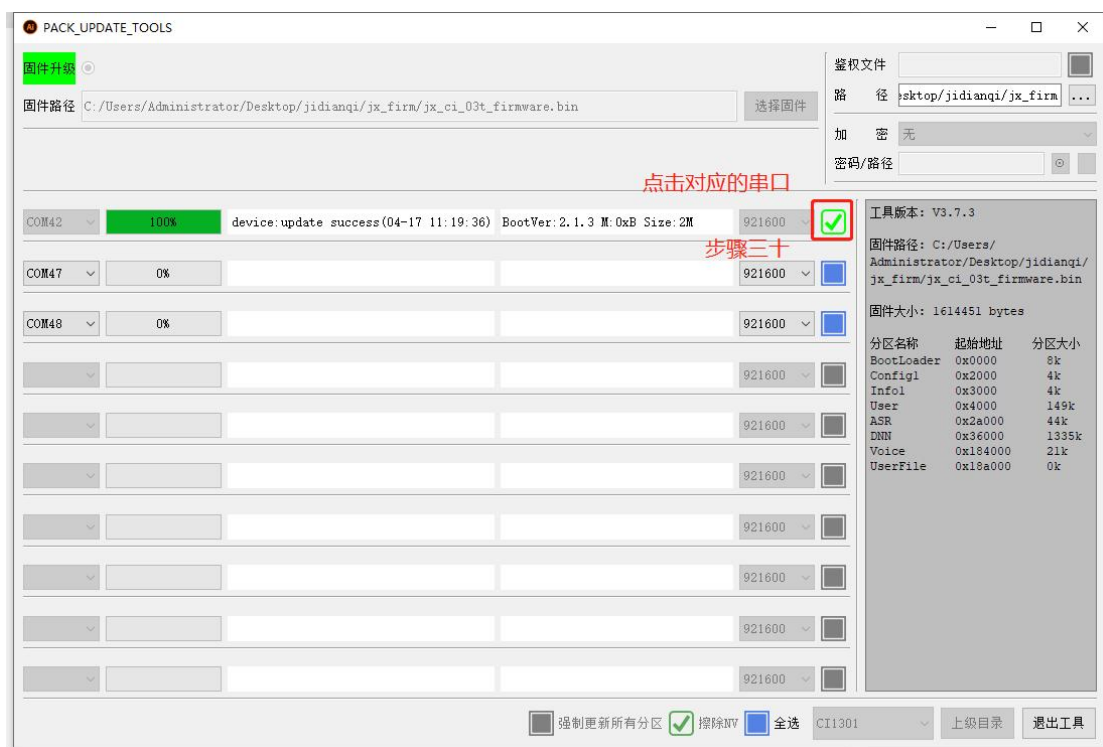 PACK_UPDATE_TOOLS
固件升级
固件路径 C:/Users/Administrator/Desktop/jidianqi/jx_firm/jx_ci_03t_firmware.bin 选择固件
鉴权文件
路 径 sktop/jidianqi/jx_firm ...
加 密 无
密码/路径
点击对应的串口
COM42 100% device:update success(04-17 11:19:36) BootVer:2.1.3 M:0xB Size:2M 921600
步骤三十
COM47 0% 921600
COM48 0% 921600
921600
921600
921600
921600
921600
921600
921600
工具版本: V3.7.3
固件路径: C:/Users/
Administrator/Desktop/jidianqi/
jx_firm/jx_ci_03t_firmware.bin
固件大小: 1614451 bytes
分区名称 起始地址 分区大小
BootLoader 0x0000 8k
Config1 0x2000 4k
Info1 0x3000 4k
User 0x4000 149k
ASR 0x2a000 44k
DNN 0x36000 1335k
Voice 0x184000 21k
UserFile 0x18a000 0k
强制更新所有分区 擦除NV 全选 CI1301 上级目录 退出工具